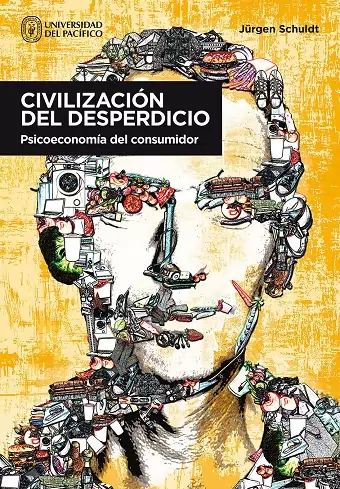 UNIVERSIDAD
DEL PACÍFICO
Jürgen Schuldt
CIVILIZACIÓN
DEL DESPERDICIO
Psicoeconomía del consumidor